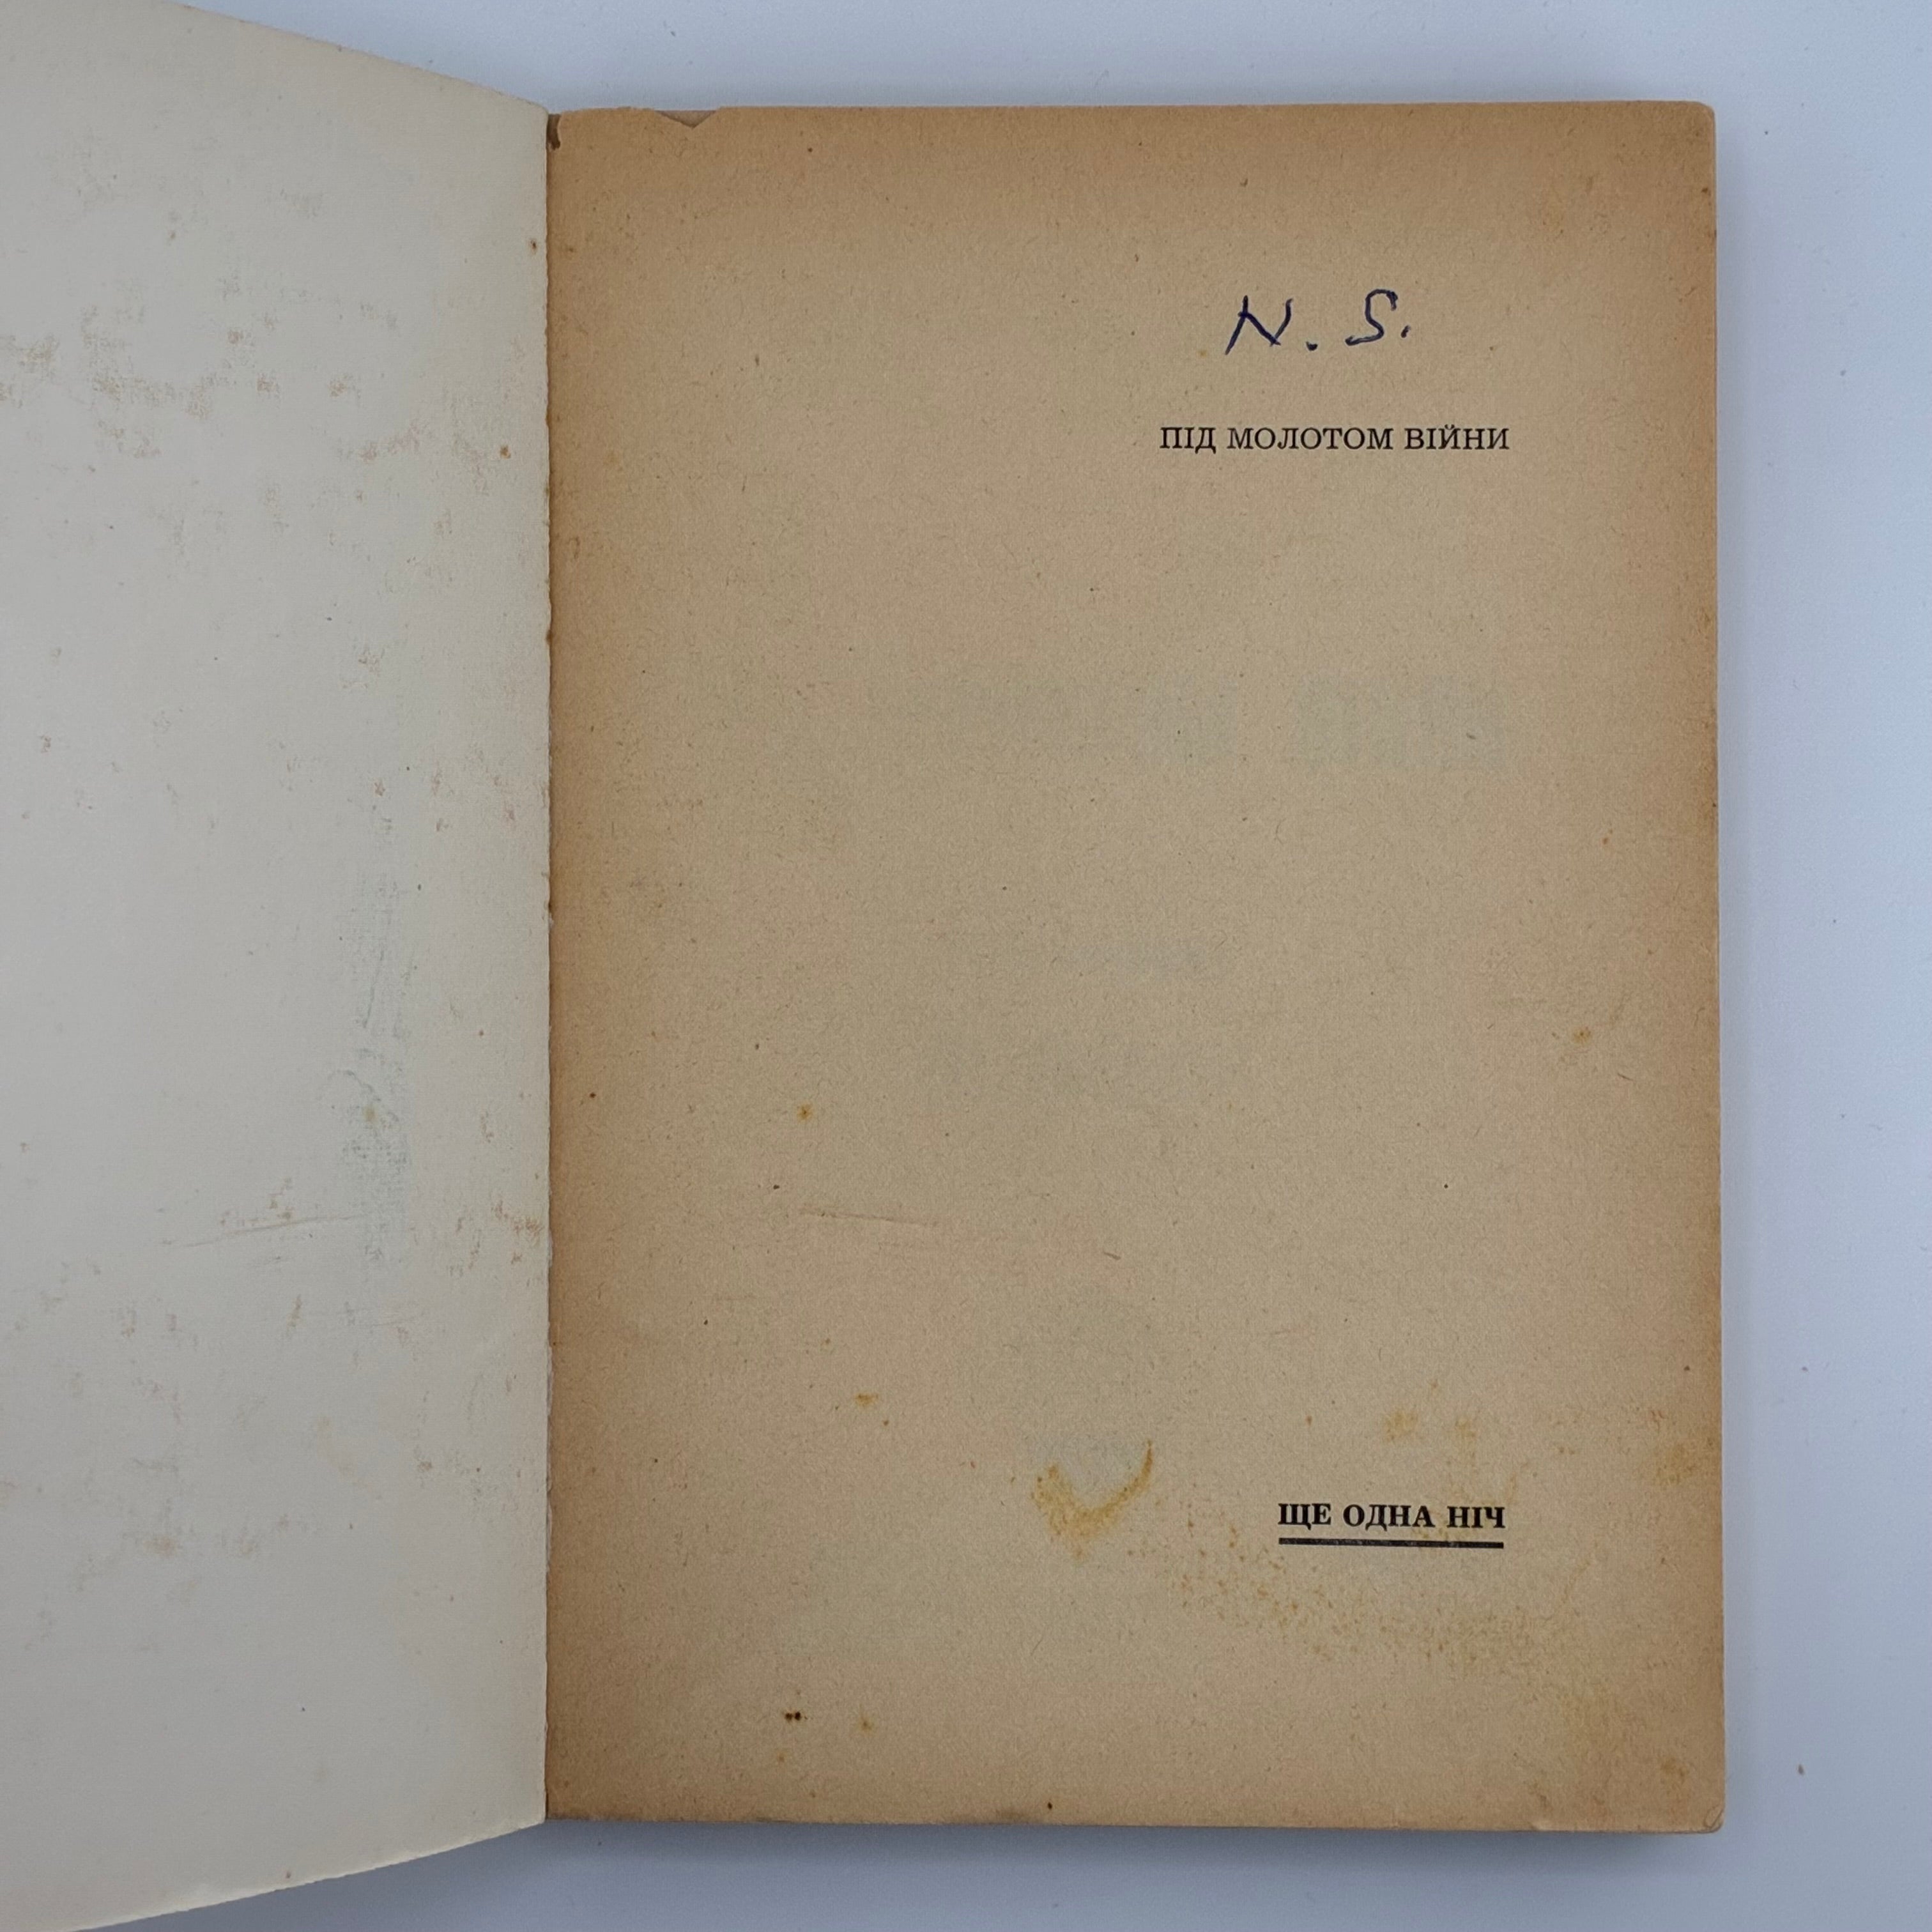 N. S.
ПІД МОЛОТОМ ВІЙНИ
ЩЕ ОДНА НІЧ